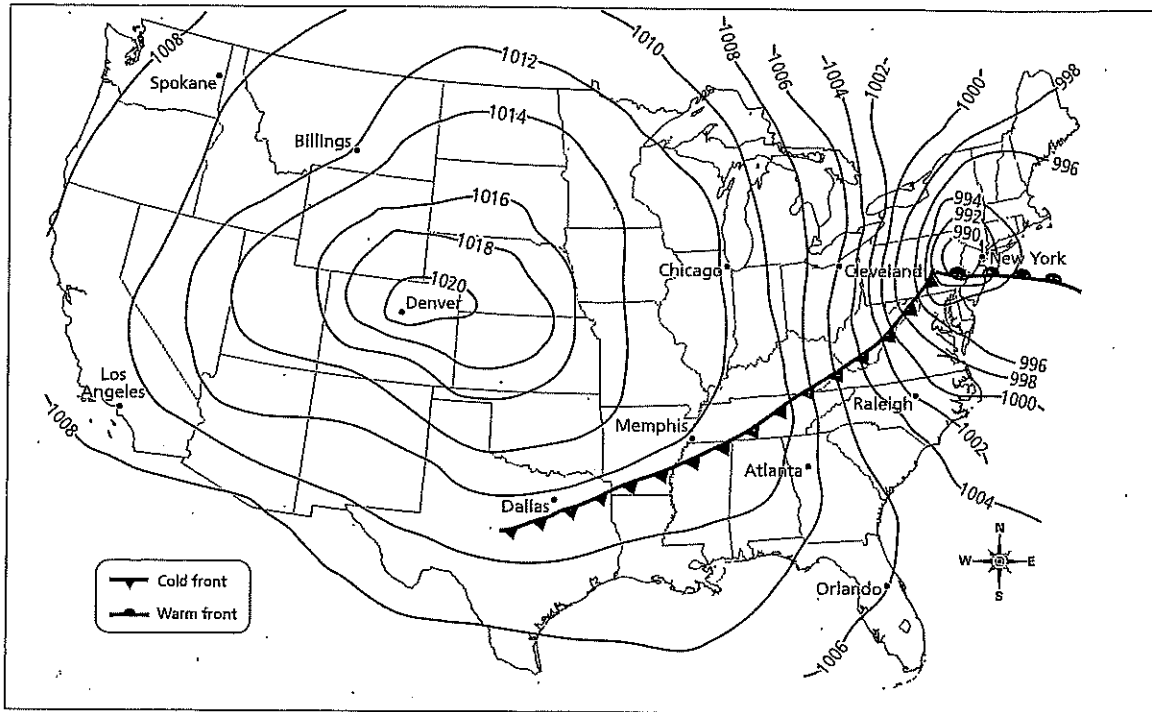 1008
1012
1010
-1008
-1006
-1004
1002-
1000-
998
Spokane
Billings
1014
996
1016
994
992
990
1018
New York
Chicago
Cleveland
1020
Denver
Los
Angeles
996
998
1000-
-1008
Raleigh
-1002-
Memphis
Atlanta
1004
Dallas
N
W
E
S
Cold front
Warm front
Orlando
-1006